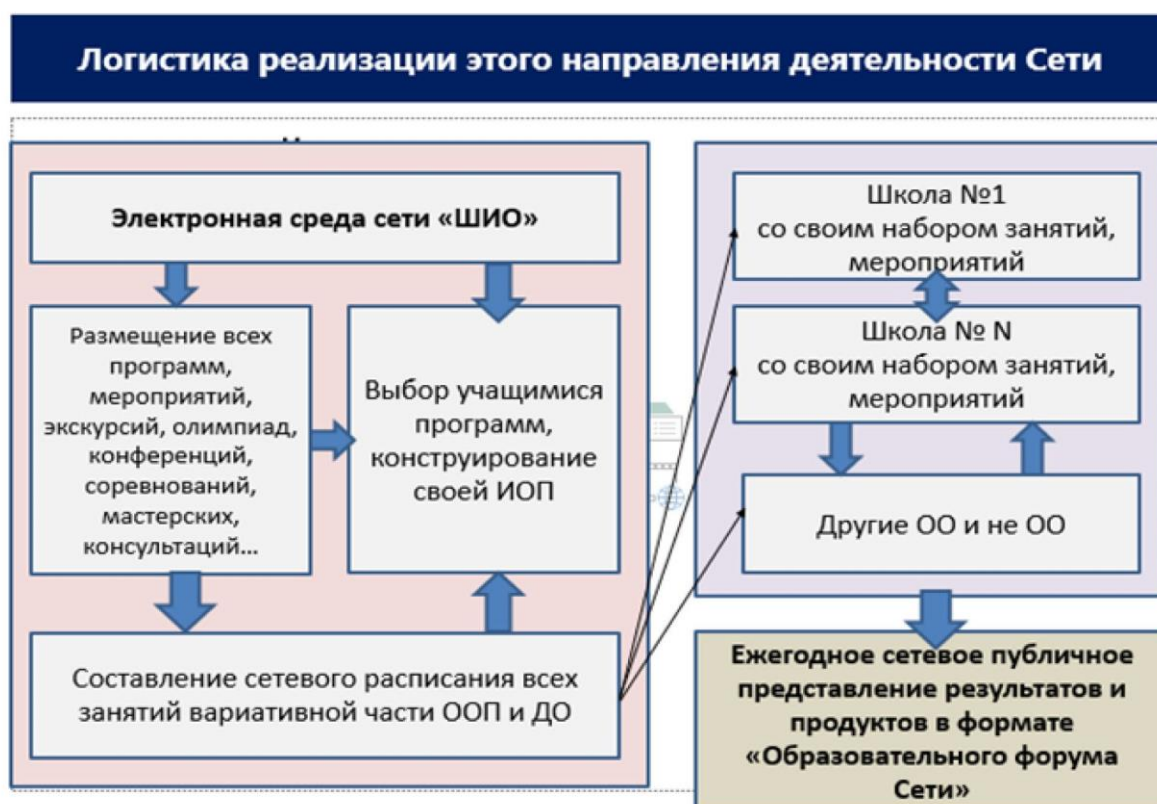 Логистика реализации этого направления деятельности Сети
Электронная среда сети «ШИО»
Размещение всех
программ,
мероприятий,
экскурсий, олимпиад,
конференций,
соревнований,
мастерских,
консультаций...
Выбор учащимися
программ,
конструирование
своей ИОП
Составление сетевого расписания всех
занятий вариативной части ООП и ДО
Школа №1
со своим набором занятий,
мероприятий
Школа № N
со своим набором занятий,
мероприятий
Другие ОО и не ОО
Ежегодное сетевое публичное
представление результатов и
продуктов в формате
«Образовательного форума
Сети»